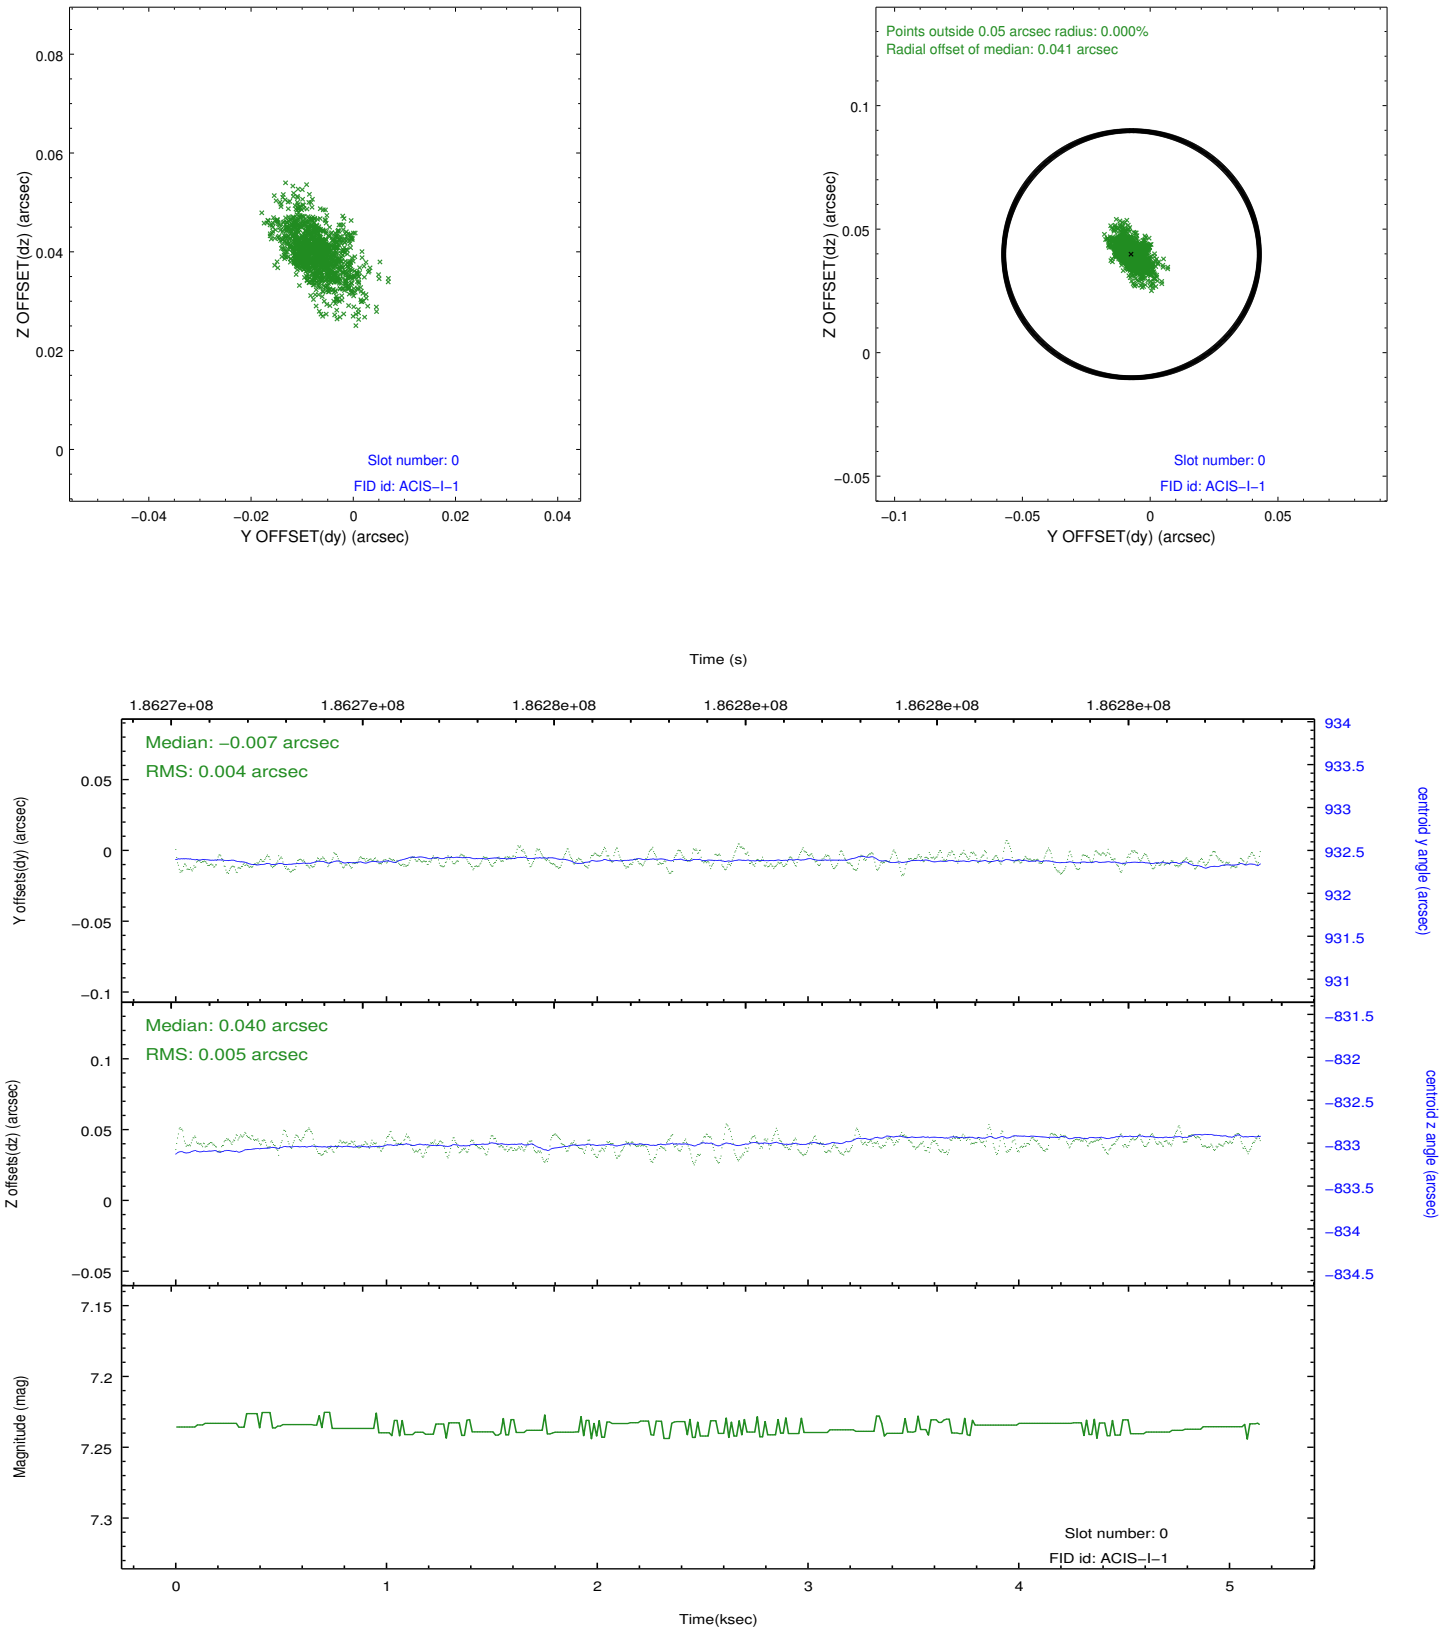 0.08
0.06
0.04
0.02
0
Z OFFSET(dz) (arcsec)
Slot number: 0
FID id: ACIS−I−1
−0.04
−0.02
0
0.02
0.04
Y OFFSET(dy) (arcsec)
Points outside 0.05 arcsec radius: 0.000%
Radial offset of median: 0.041 arcsec
0.1
0.05
0
−0.05
Z OFFSET(dz) (arcsec)
Slot number: 0
FID id: ACIS−I−1
−0.1
−0.05
0
0.05
Y OFFSET(dy) (arcsec)
Time (s)
1.8627e+08
1.8627e+08
1.8628e+08
1.8628e+08
1.8628e+08
1.8628e+08
Median: −0.007 arcsec
RMS: 0.004 arcsec
0.05
0
−0.05
−0.1
Y offsets(dy) (arcsec)
934
933.5
933
932.5
932
931.5
931
centroid y angle (arcsec)
Median: 0.040 arcsec
RMS: 0.005 arcsec
0.1
0.05
0
−0.05
Z offsets(dz) (arcsec)
−831.5
−832
−832.5
−833
−833.5
−834
−834.5
centroid z angle (arcsec)
7.15
7.2
7.25
7.3
Magnitude (mag)
Slot number: 0
FID id: ACIS−I−1
0
1
2
3
4
5
Time(ksec)